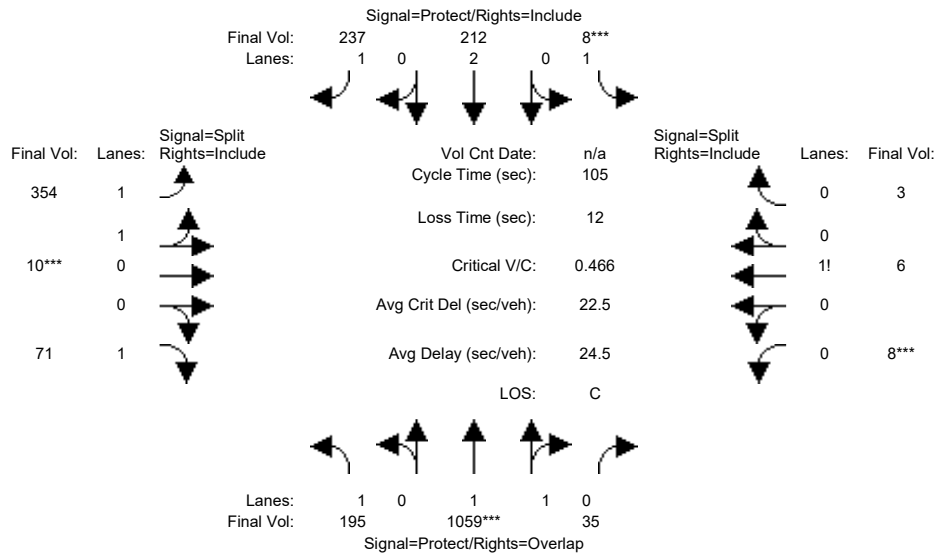 Signal=Protect/Rights=Include
Final Vol: 237 212 8***
Lanes: 1 0 2 0 1
Signal=Split
Final Vol: Lanes: Rights=Include
Vol Cnt Date: n/a
Signal=Split
Rights=Include Lanes: Final Vol:
Cycle Time (sec): 105
354 1
0 3
Loss Time (sec): 12
1
0
10*** 0
Critical V/C: 0.466
1! 6
0
Avg Crit Del (sec/veh): 22.5
0
71 1
Avg Delay (sec/veh): 24.5
0 8***
LOS: C
Lanes: 1 0 1 1 0
Final Vol: 195 1059*** 35
Signal=Protect/Rights=Overlap